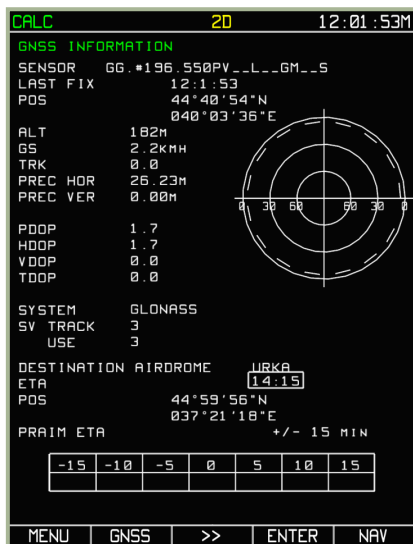 CALC 2D 12:01:53M
GNSS INFORMATION
SENSOR GG.#196.550PV__L__GM__S
LAST FIX 12:1:53
POS 44°40'54"N
040°03'36"E
ALT 182M
GS 2.2KMH
TRK 0.0
PREC HOR 26.23M
PREC VER 0.00M
0 30 60 60 30 0
PDOP 1.7
HDOP 1.7
VDOP 0.0
TDOP 0.0
SYSTEM GLONASS
SV TRACK 3
USE 3
DESTINATION AIRDROME URKA
ETA 14:15
POS 44°59'56"N
037°21'18"E
PRAIM ETA +/- 15 MIN
-15 -10 -5 0 5 10 15
MENU GNSS >> ENTER NAV